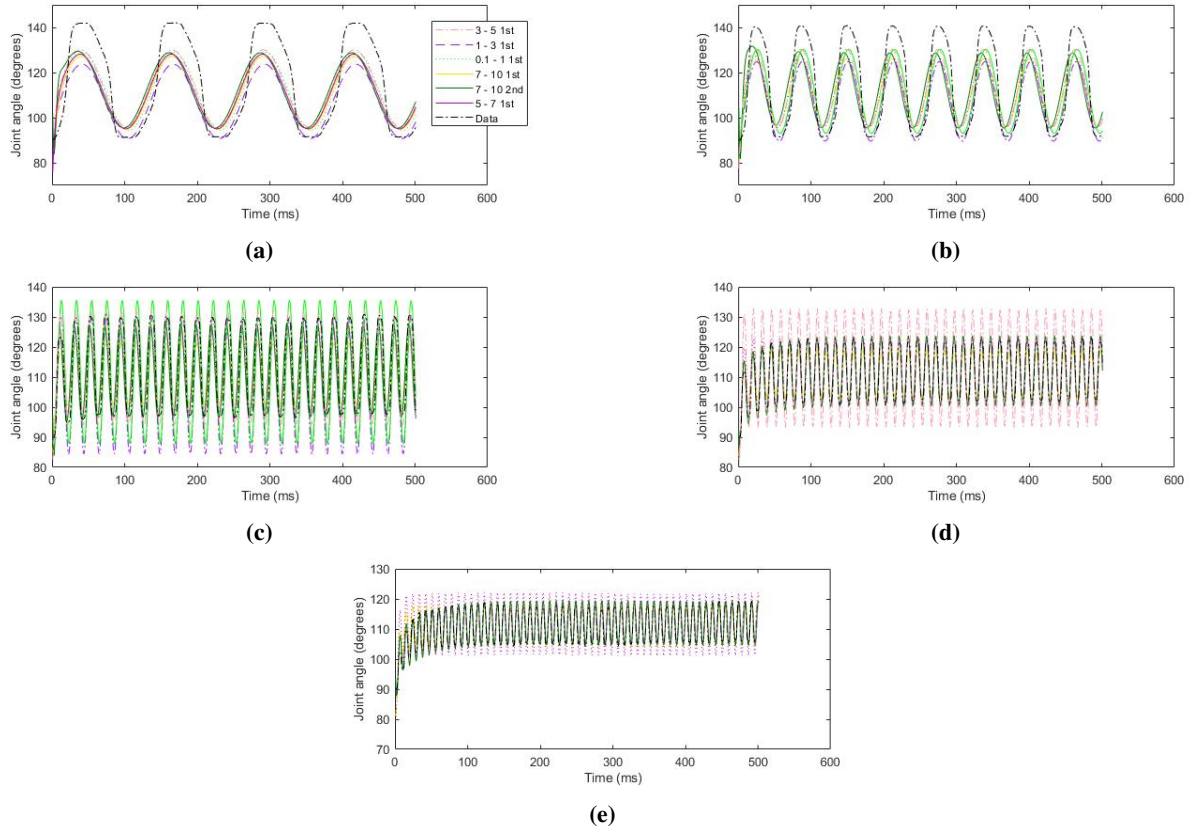 140
120
100
80
Joint angle (degrees)
0 100 200 300 400 500 600
Time (ms)
3 - 5 1st
1 - 3 1st
0.1 - 1 1st
7 - 10 1st
7 - 10 2nd
5 - 7 1st
Data
(a)
140
120
100
80
Joint angle (degrees)
0 100 200 300 400 500 600
Time (ms)
(b)
140
130
120
110
100
90
80
Joint angle (degrees)
0 100 200 300 400 500 600
Time (ms)
(c)
140
130
120
110
100
90
80
Joint angle (degrees)
0 100 200 300 400 500 600
Time (ms)
(d)
130
120
110
100
90
80
70
Joint angle (degrees)
0 100 200 300 400 500 600
Time (ms)
(e)